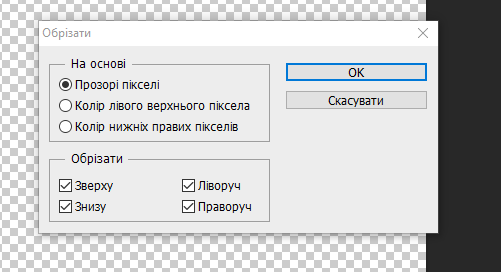 Обрізати
На основі
Прозорі пікселі
Колір лівого верхнього піксела
Колір нижніх правих пікселів
OK
Скасувати
Обрізати
Зверху
Ліворуч
Знизу
Праворуч